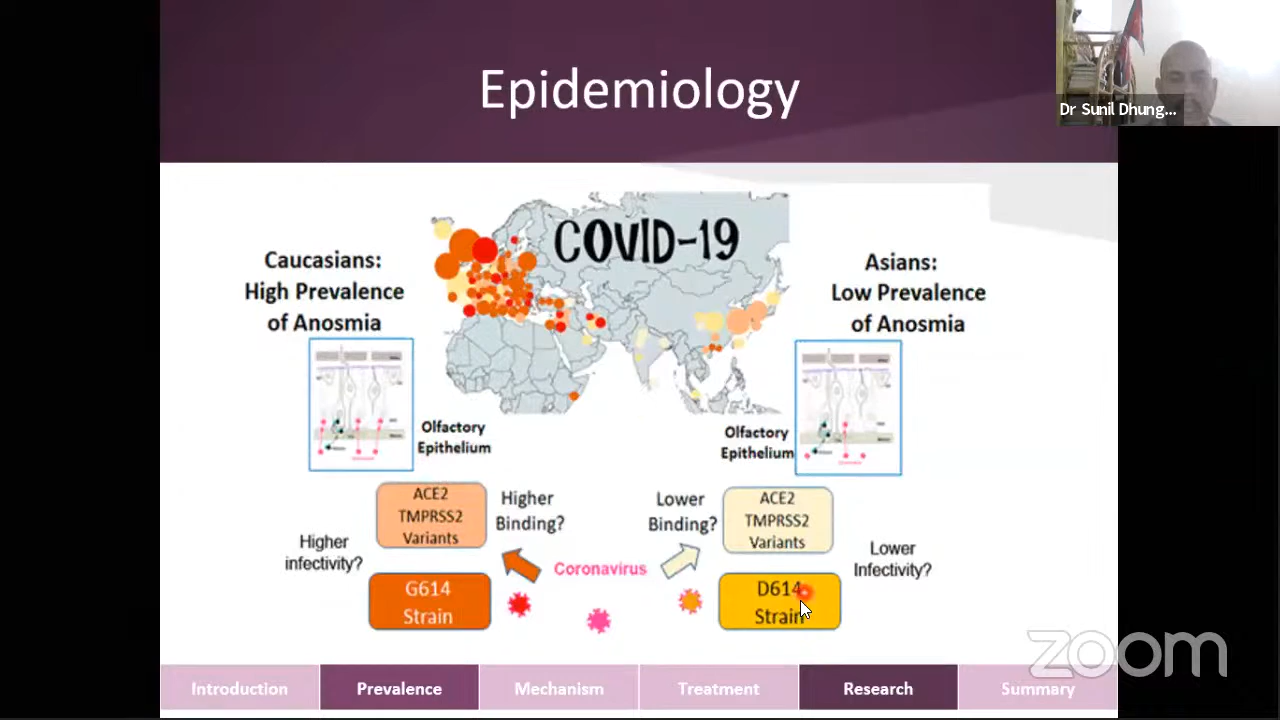 Epidemiology
Dr Sunil Dhung...
COVID-19
Caucasians:
High Prevalence
of Anosmia
Asians:
Low Prevalence
of Anosmia
Olfactory
Epithelium
Olfactory
Epithelium
ACE2
TMPRSS2
Variants
Higher
Binding?
Lower
Binding?
ACE2
TMPRSS2
Variants
Higher
infectivity?
Coronavirus
Lower
Infectivity?
G614
Strain
D614
Strain
zoom
Introduction
Prevalence
Mechanism
Treatment
Research
Summary